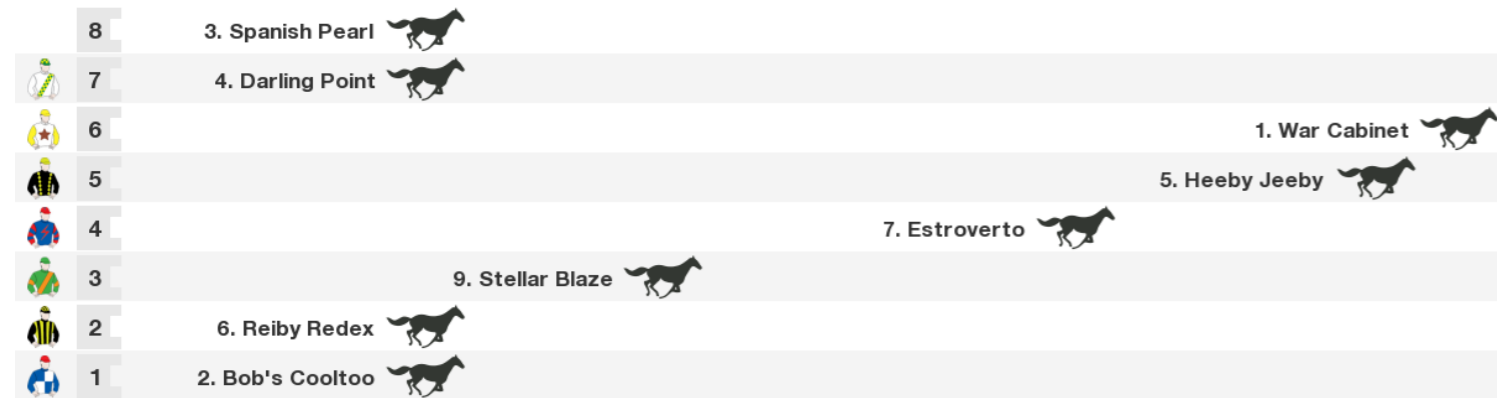 8 3. Spanish Pearl
7 4. Darling Point
6 1. War Cabinet
5 5. Heeby Jeeby
4 7. Estroverto
3 9. Stellar Blaze
2 6. Reiby Redex
1 2. Bob's Cooltoo